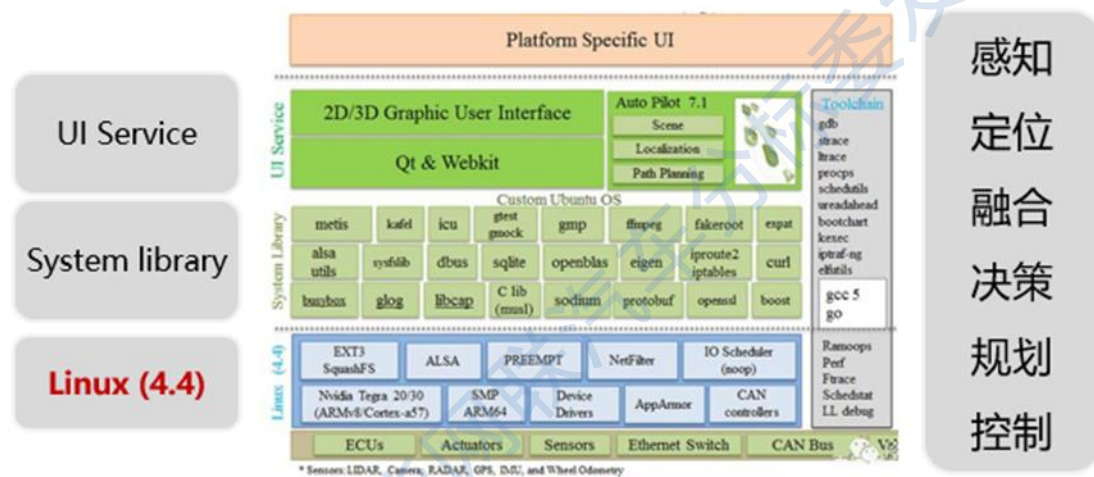 UI Service
System library
Linux (4.4)
Platform Specific UI
UI Service
2D/3D Graphic User Interface
Qt & Webkit
Auto Pilot 7.1
Scene
Localization
Path Planning
Custom Ubuntu OS
System Library
metis
kafel
icu
gtest
gmock
gmp
ffmpeg
fakeroot
expat
alsa
utils
sysfslib
dbus
sqlite
openblas
eigen
iproute2
iptables
curl
busybox
glog
libcap
C lib
(musl)
sodium
protobuf
openssl
boost
Linux (4.4)
EXT3
SquashFS
ALSA
PREEMPT
NetFilter
IO Scheduler
(noop)
Nvidia Tegra 20/30
(ARMv8/Cortex-a57)
SMP
ARM64
Device
Drivers
AppArmor
CAN
controllers
ECUs
Actuators
Sensors
Ethernet Switch
CAN Bus
* Sensors: LIDAR, Camera, RADAR, GPS, IMU, and Wheel Odometry
Toolchain
gdb
strace
ltrace
procps
schedutils
ureadahead
bootchart
kexec
iptraf-ng
elfutils
gcc 5
go
Ramoops
Perf
Ftrace
Schedstat
LL debug
感知
定位
融合
决策
规划
控制
网联汽车分标委